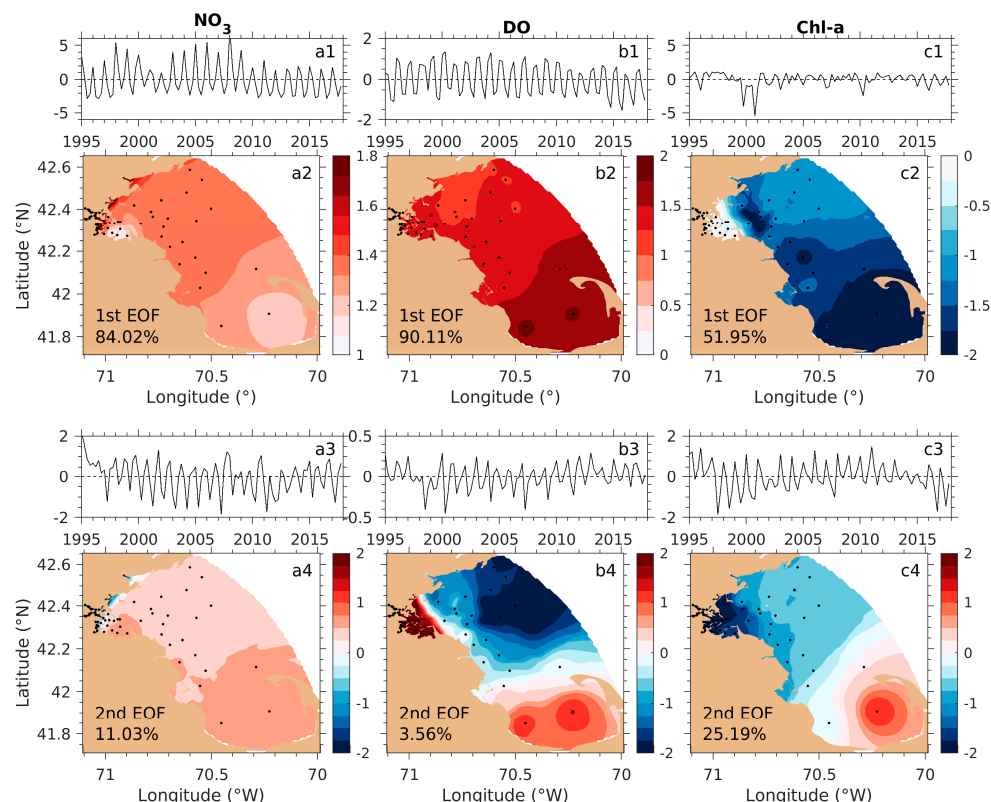 NO3 DO Chl-a
5 0 -5 a1 2 0 -2 b1 5 0 -5 c1
1995 2000 2005 2010 2015 1995 2000 2005 2010 2015 1995 2000 2005 2010 2015
Latitude (°N)
42.6 42.4 42.2 42 41.8
a2
1st EOF
84.02%
1.8 1.6 1.4 1.2 1
b2
1st EOF
90.11%
2 1.5 1 0.5 0
c2
1st EOF
51.95%
0 -0.5 -1 -1.5 -2
71 70.5 70 71 70.5 70 71 70.5 70
Longitude (°) Longitude (°) Longitude (°)
2 0 -2 a3 0.5 0 -0.5 b3 2 0 -2 c3
1995 2000 2005 2010 2015 1995 2000 2005 2010 2015 1995 2000 2005 2010 2015
Latitude (°N)
42.6 42.4 42.2 42 41.8
a4
2nd EOF
11.03%
2 1 0 -1 -2
b4
2nd EOF
3.56%
2 1 0 -1 -2
c4
2nd EOF
25.19%
2 1 0 -1 -2
71 70.5 70 71 70.5 70 71 70.5 70
Longitude (°W) Longitude (°W) Longitude (°W)